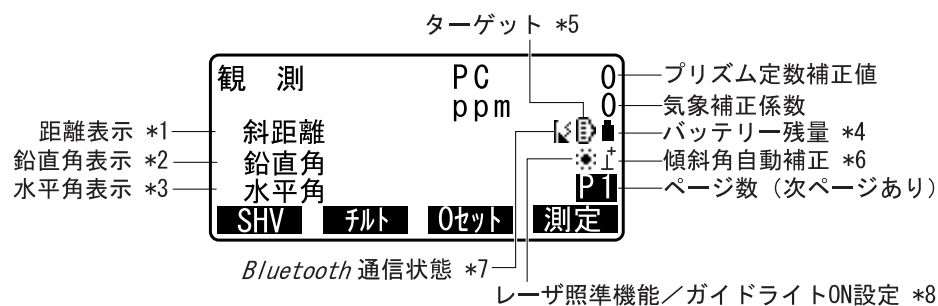 ターゲット *5
観 測 PC 0 プリズム定数補正値
ppm 0 気象補正係数
距離表示 *1 斜距離 バッテリー残量 *4
鉛直角表示 *2 鉛直角 傾斜角自動補正 *6
水平角表示 *3 水平角 P1 ページ数（次ページあり）
SHV チルト 0セット 測定
Bluetooth 通信状態 *7
レーザ照準機能／ガイドライトON設定 *8